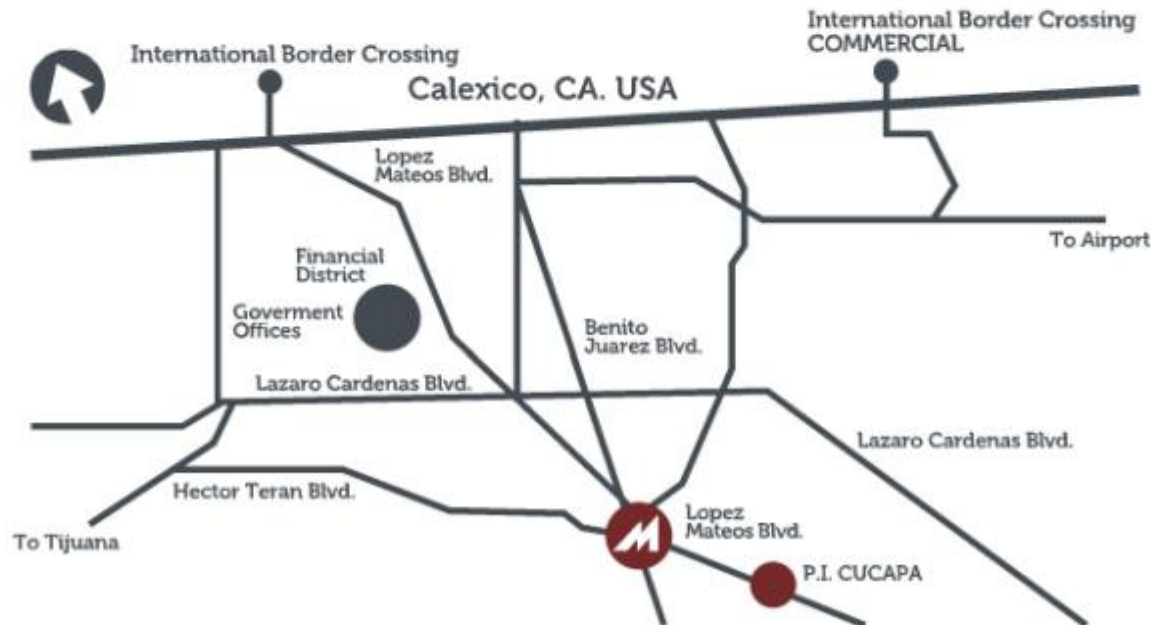 International Border Crossing
COMMERCIAL
International Border Crossing
Calexico, CA. USA
Lopez
Mateos Blvd.
To Airport
Financial
District
Goverment
Offices
Benito
Juarez Blvd.
Lazaro Cardenas Blvd.
Lazaro Cardenas Blvd.
Hector Teran Blvd.
Lopez
Mateos Blvd.
To Tijuana
P.I. CUCAPA